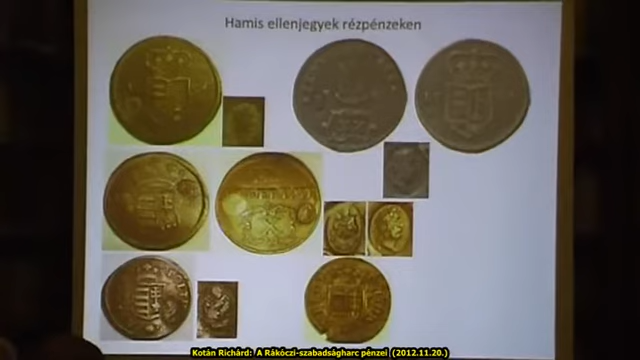 Hamis ellenjegyek rézpénzeken
Kotán Richárd: A Rákóczi-szabadságharc pénzei (2012.11.20.)